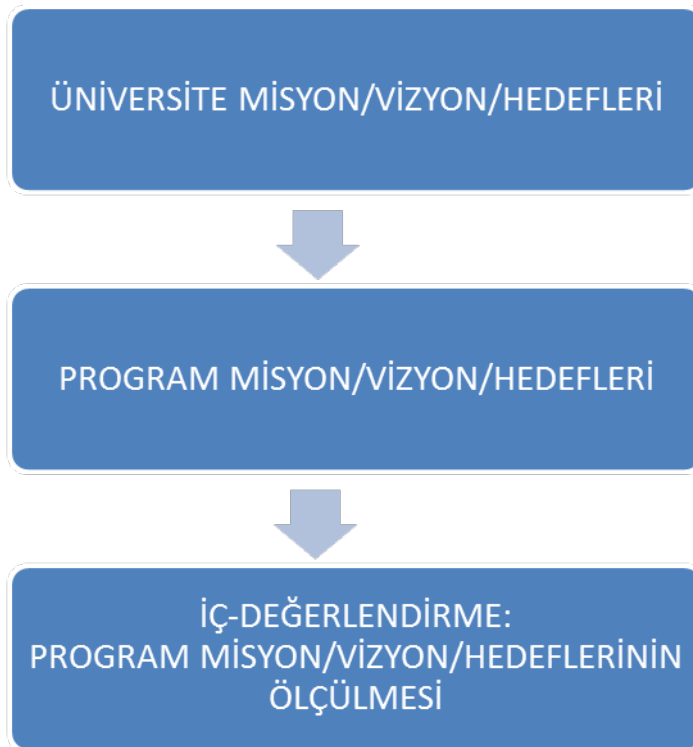 ÜNİVERSİTE MİSYON/VİZYON/HEDEFLERİ
PROGRAM MİSYON/VİZYON/HEDEFLERİ
İÇ-DEĞERLENDİRME:
PROGRAM MİSYON/VİZYON/HEDEFLERİNİN
ÖLÇÜLMESİ